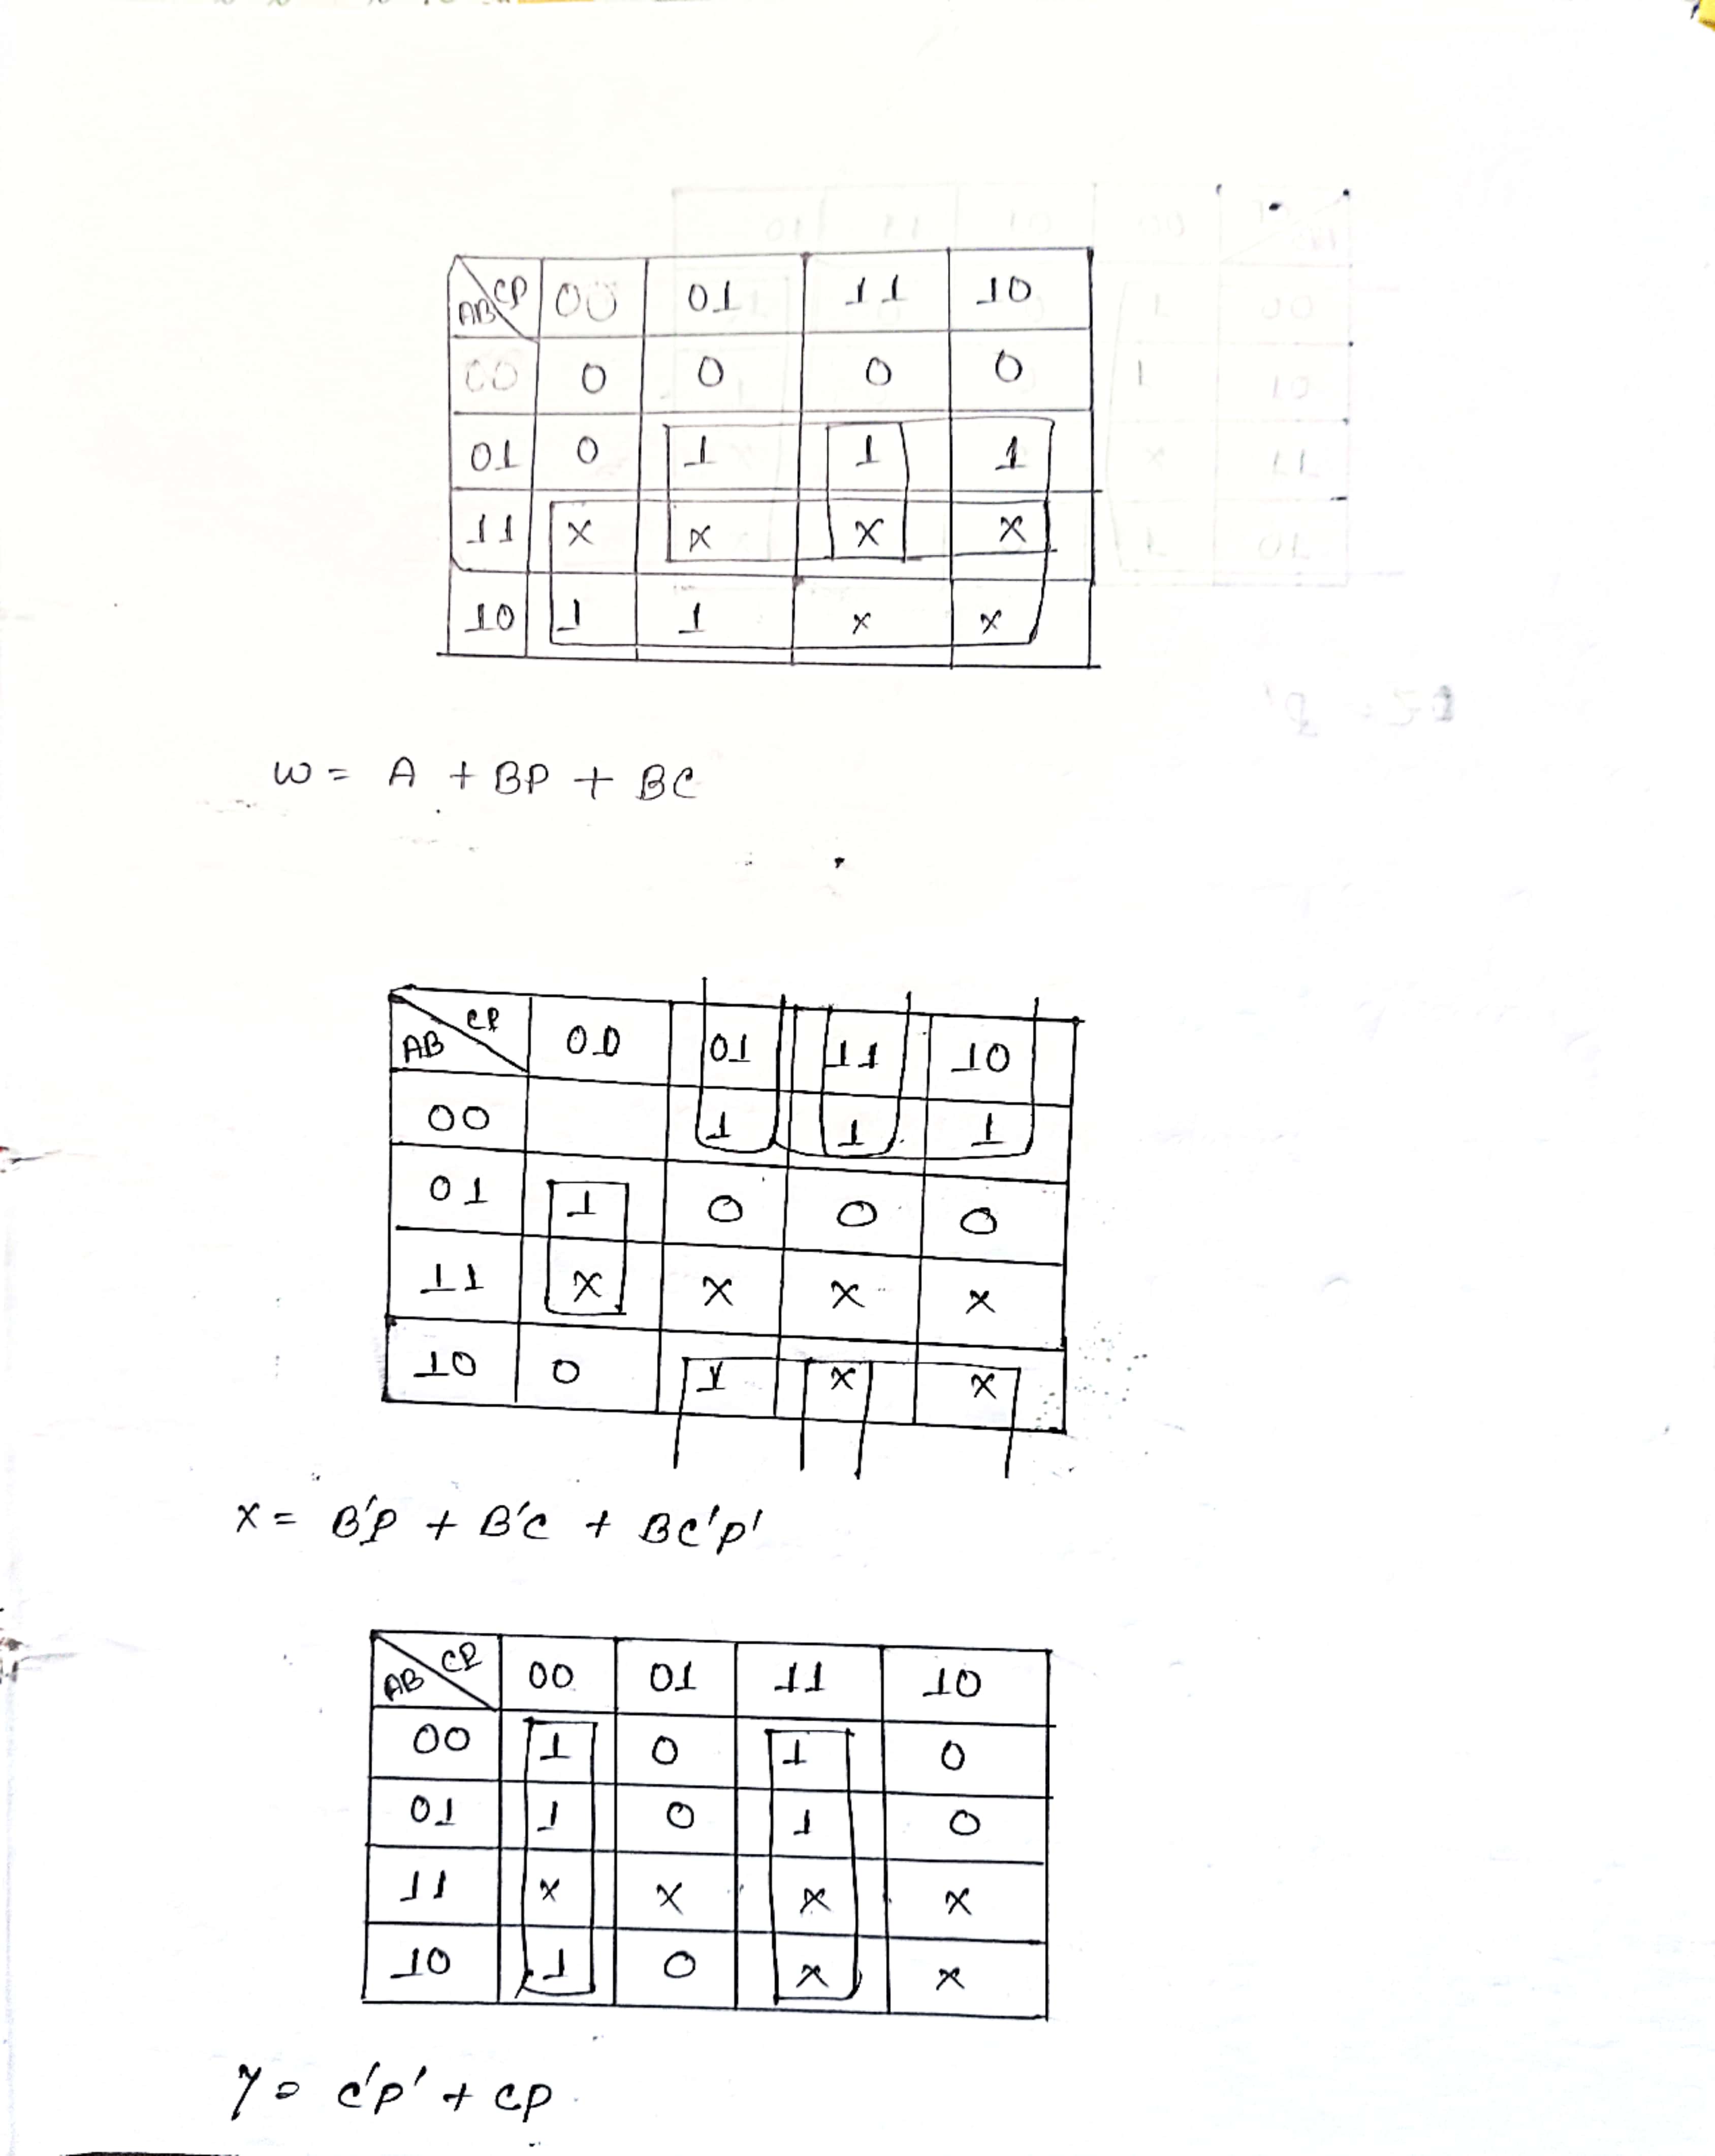 AB CP 00 01 11 10
00 0 0 0 0
01 0 1 1 1
11 x x x x
10 1 1 x x
W = A + BP + BC
AB CP 00 01 11 10
00 1 1 1
01 1 0 0 0
11 x x x x
10 0 1 x x
X = B'P + B'C + BC'P'
AB CP 00 01 11 10
00 1 0 1 0
01 1 0 1 0
11 x x x x
10 1 0 x x
Y = C'P' + CP